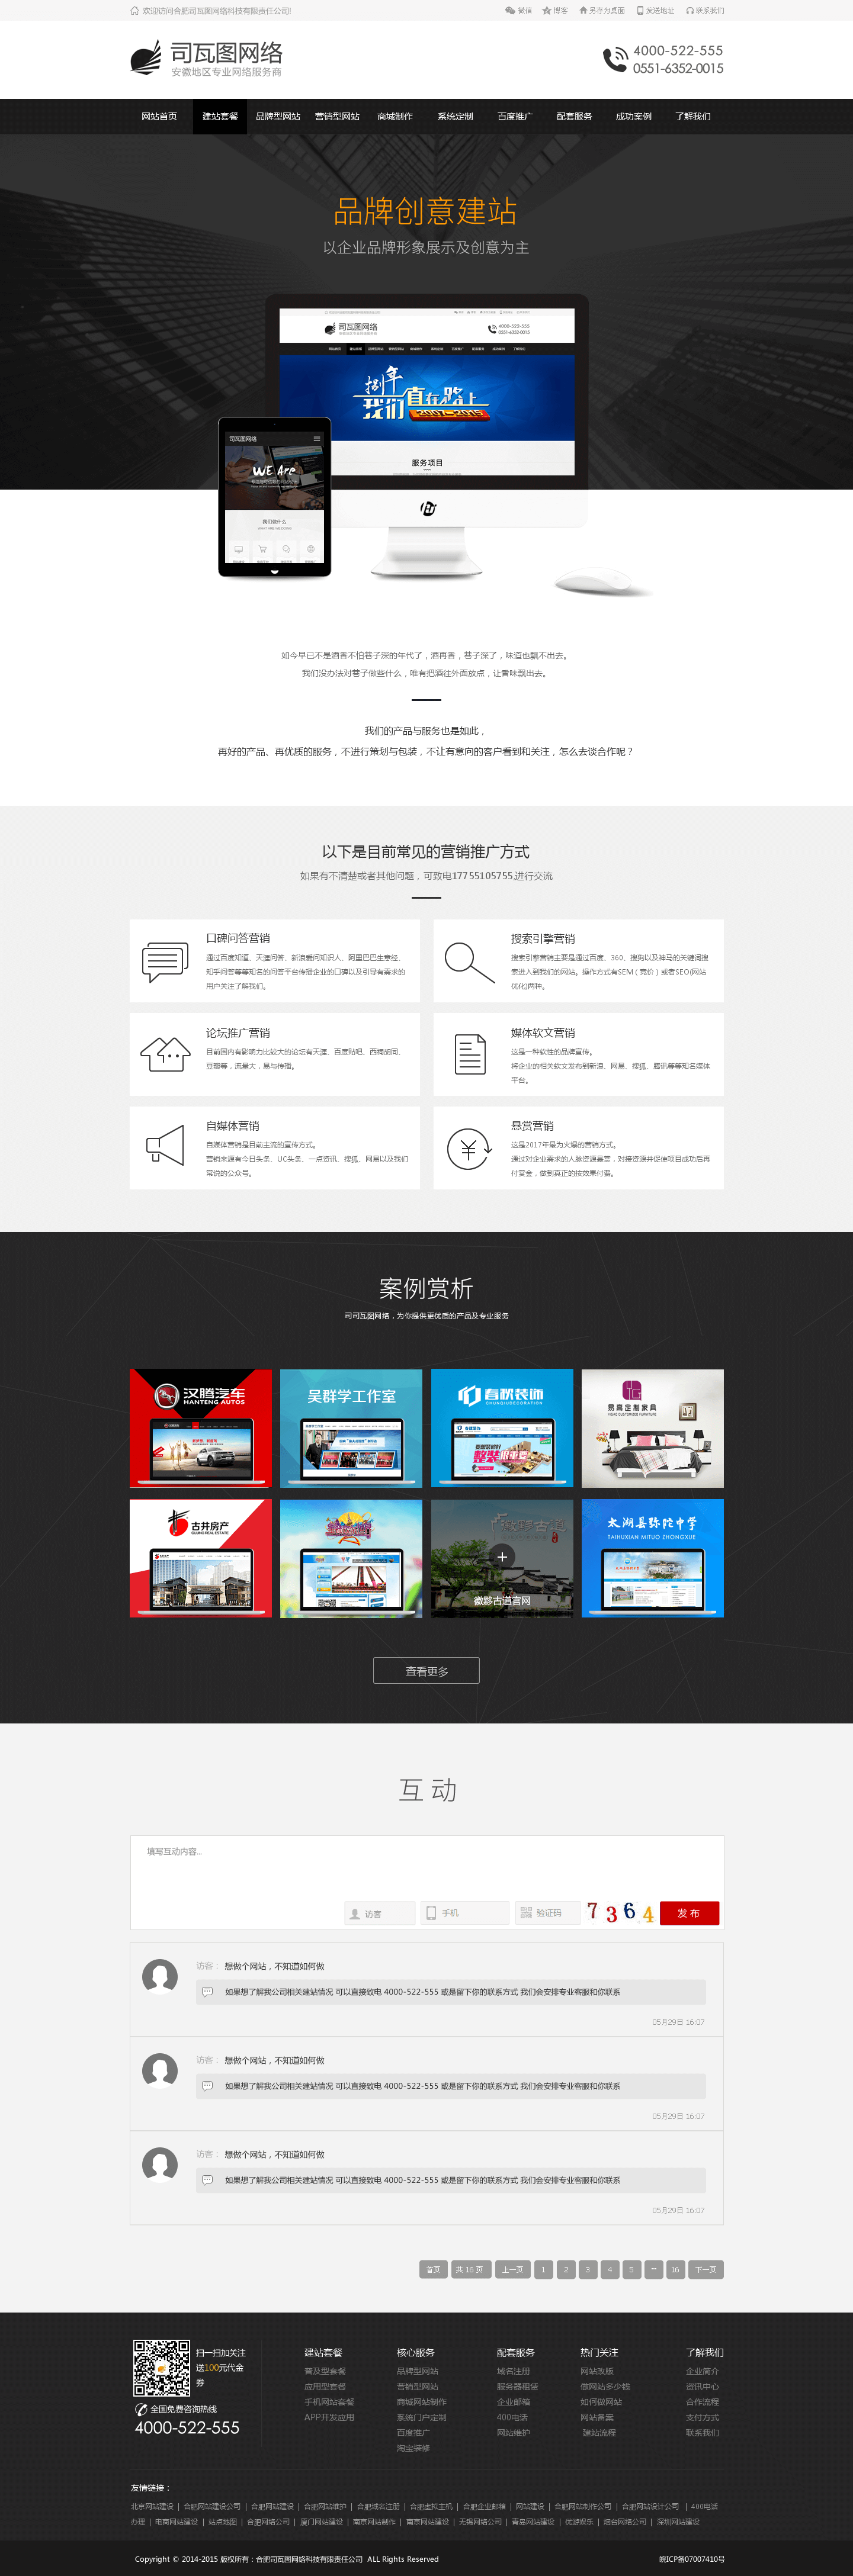 欢迎访问合肥司瓦图网络科技有限责任公司!
微信 博客 另存为桌面 发送地址 联系我们
司瓦图网络
安徽地区专业网络服务商
4000-522-555
0551-6352-0015
网站首页 建站套餐 品牌型网站 营销型网站 商城制作 系统定制 百度推广 配套服务 成功案例 了解我们
品牌创意建站
以企业品牌形象展示及创意为主
司瓦图网络
4000-522-555
0551-6352-0015
捌年
我们直在路上
2007-2015
服务项目
司瓦图网络
WE Are
我们做什么
如今早已不是酒香不怕巷子深的年代了，酒再香，巷子深了，味道也飘不出去。
我们没办法对巷子做些什么，唯有把酒往外面放点，让香味飘出去。
我们的产品与服务也是如此，
再好的产品、再优质的服务，不进行策划与包装，不让有意向的客户看到和关注，怎么去谈合作呢？
以下是目前常见的营销推广方式
如果有不清楚或者其他问题，可致电17755105755,进行交流
口碑问答营销
通过百度知道、天涯问答、新浪爱问知识人、阿里巴巴生意经、
知乎问答等等知名的问答平台传播企业的口碑以及引导有需求的
用户关注了解我们。
搜索引擎营销
搜索引擎营销主要是通过百度、360、搜狗以及神马的关键词搜
索进入到我们的网站。操作方式有SEM（竞价）或者SEO(网站
优化)两种。
论坛推广营销
目前国内有影响力比较大的论坛有天涯、百度贴吧、西祠胡同、
豆瓣等，流量大，易与传播。
媒体软文营销
这是一种软性的品牌宣传。
将企业的相关软文发布到新浪、网易、搜狐、腾讯等等知名媒体
平台。
自媒体营销
自媒体营销是目前主流的宣传方式。
营销来源有今日头条、UC头条、一点资讯、搜狐、网易以及我们
常说的公众号。
悬赏营销
这是2017年最为火爆的营销方式。
通过对企业需求的人脉资源悬赏，对接资源并促使项目成功后再
付赏金，做到真正的按效果付费。
案例赏析
司司瓦图网络，为你提供更优质的产品及专业服务
汉腾汽车
HANTENG AUTOS
吴群学工作室
春秋装饰
CHUNQIUDECORATION
易高定制家具
古井房产
GUJING REAL ESTATE
徽黟古道官网
太湖县弥陀中学
TAIHUXIAN MITUO ZHONGXUE
查看更多
互动
填写互动内容...
访客 手机 验证码 7 3 6 4 发布
访客： 想做个网站，不知道如何做
如果想了解我公司相关建站情况 可以直接致电 4000-522-555 或是留下你的联系方式 我们会安排专业客服和你联系
05月29日 16:07
访客： 想做个网站，不知道如何做
如果想了解我公司相关建站情况 可以直接致电 4000-522-555 或是留下你的联系方式 我们会安排专业客服和你联系
05月29日 16:07
访客： 想做个网站，不知道如何做
如果想了解我公司相关建站情况 可以直接致电 4000-522-555 或是留下你的联系方式 我们会安排专业客服和你联系
05月29日 16:07
首页 共 16 页 上一页 1 2 3 4 5 ... 16 下一页
扫一扫加关注
送100元代金
券
全国免费咨询热线
4000-522-555
建站套餐
普及型套餐
应用型套餐
手机网站套餐
APP开发应用
核心服务
品牌型网站
营销型网站
商城网站制作
系统门户定制
百度推广
淘宝装修
配套服务
域名注册
服务器租赁
企业邮箱
400电话
网站维护
热门关注
网站改版
做网站多少钱
如何做网站
网站备案
建站流程
了解我们
企业简介
资讯中心
合作流程
支付方式
联系我们
友情链接：
北京网站建设 | 合肥网站建设公司 | 合肥网站建设 | 合肥网站维护 | 合肥域名注册 | 合肥虚拟主机 | 合肥企业邮箱 | 网站建设 | 合肥网站制作公司 | 合肥网站设计公司 | 400电话
办理 | 电商网站建设 | 站点地图 | 合肥网络公司 | 厦门网站建设 | 南京网站制作 | 南京网站建设 | 无锡网络公司 | 青岛网站建设 | 优游娱乐 | 烟台网络公司 | 深圳网站建设
Copyright © 2014-2015 版权所有：合肥司瓦图网络科技有限责任公司 ALL Rights Reserved
皖ICP备07007410号